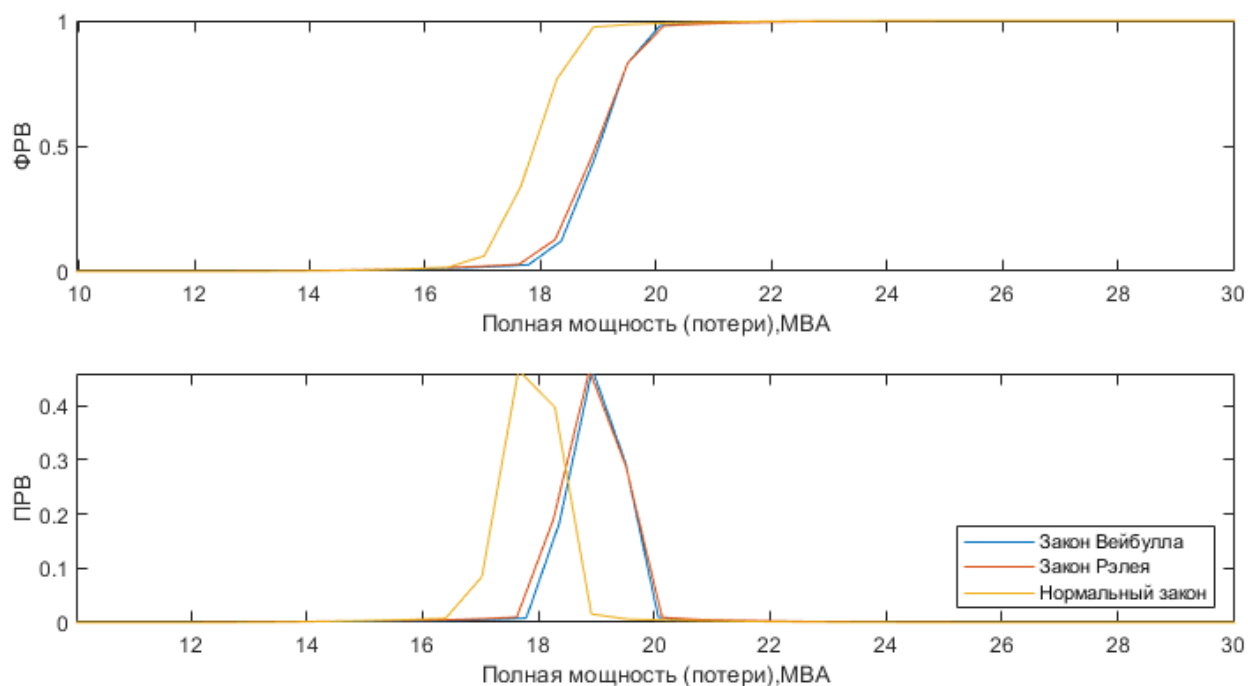 1
0.5
0
ФРВ
10 12 14 16 18 20 22 24 26 28 30
Полная мощность (потери),МВА
0.4
0.3
0.2
0.1
0
ПРВ
12 14 16 18 20 22 24 26 28 30
Полная мощность (потери),МВА
Закон Вейбулла
Закон Рэлея
Нормальный закон